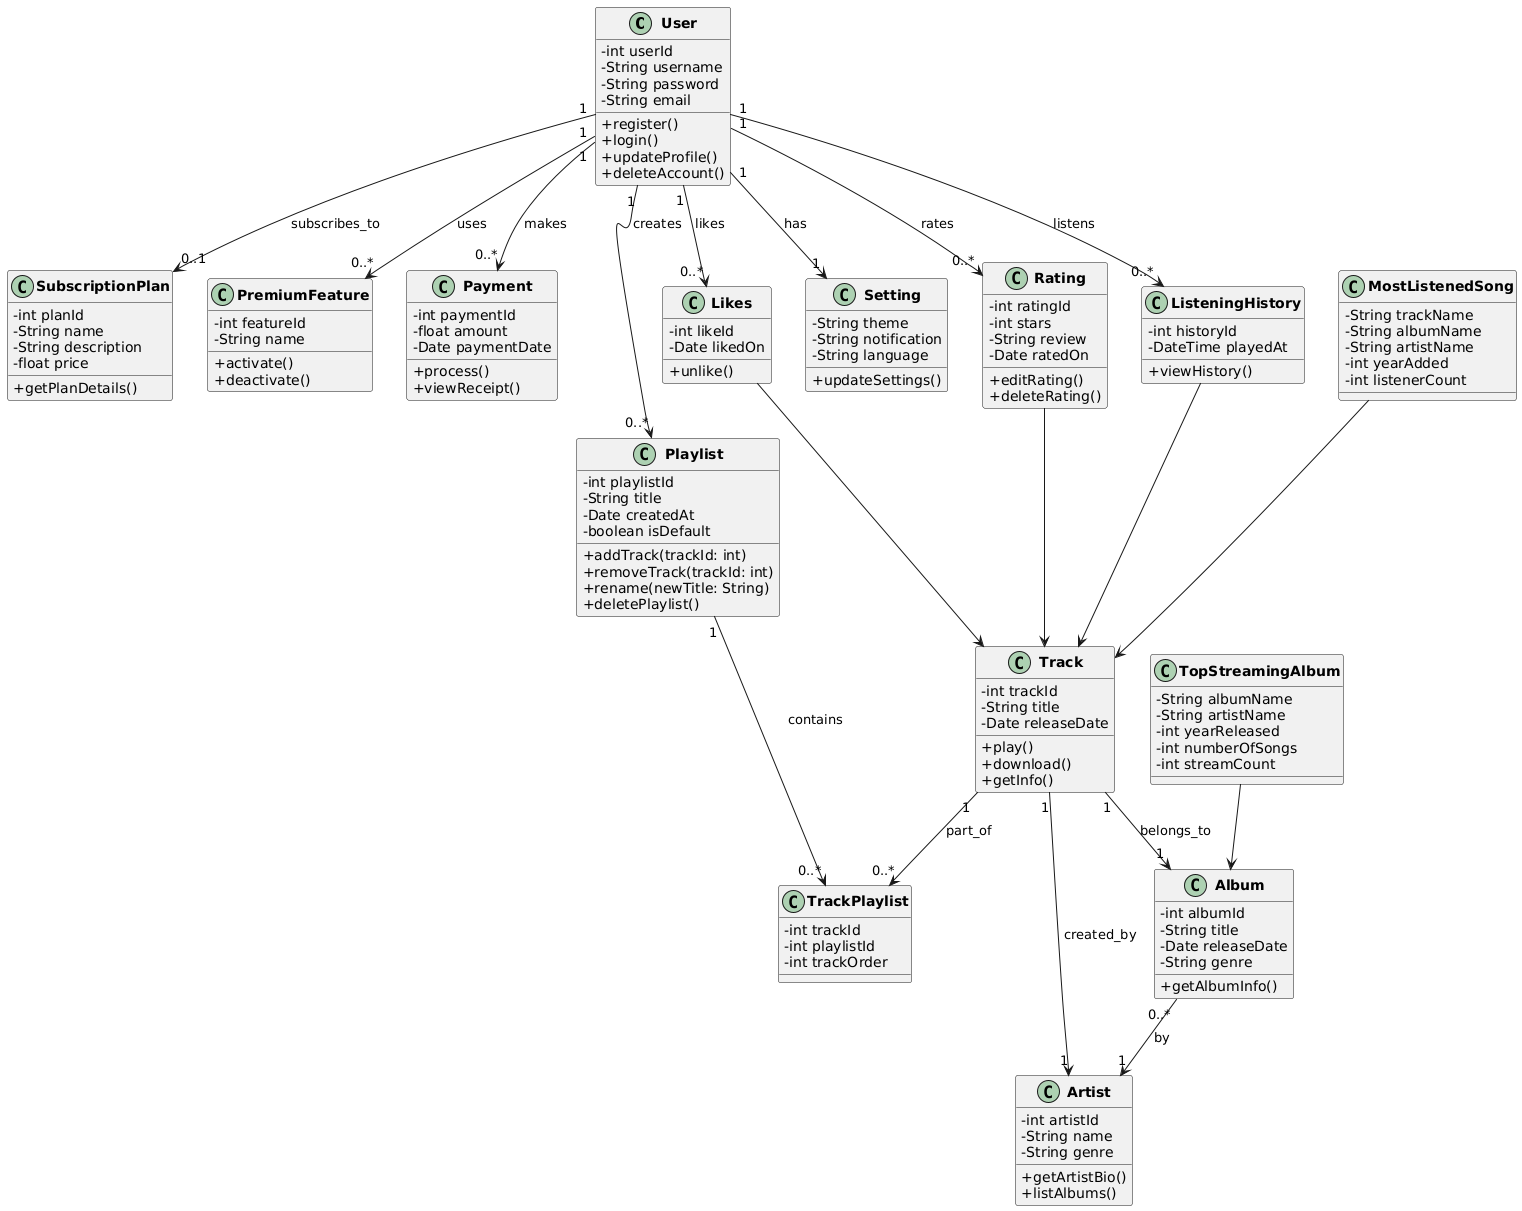 C User
-int userId
-String username
-String password
-String email
+register()
+login()
+updateProfile()
+deleteAccount()
1
1
1
1
1
1
1
1
subscribes_to
uses
makes
creates
likes
has
rates
listens
0..1
0..*
0..*
0..*
0..*
1
0..*
0..*
C SubscriptionPlan
-int planId
-String name
-String description
-float price
+getPlanDetails()
C PremiumFeature
-int featureId
-String name
+activate()
+deactivate()
C Payment
-int paymentId
-float amount
-Date paymentDate
+process()
+viewReceipt()
C Likes
-int likeId
-Date likedOn
+unlike()
C Setting
-String theme
-String notification
-String language
+updateSettings()
C Rating
-int ratingId
-int stars
-String review
-Date ratedOn
+editRating()
+deleteRating()
C ListeningHistory
-int historyId
-DateTime playedAt
+viewHistory()
C MostListenedSong
-String trackName
-String albumName
-String artistName
-int yearAdded
-int listenerCount
C Playlist
-int playlistId
-String title
-Date createdAt
-boolean isDefault
+addTrack(trackId: int)
+removeTrack(trackId: int)
+rename(newTitle: String)
+deletePlaylist()
1
contains
0..*
C Track
-int trackId
-String title
-Date releaseDate
+play()
+download()
+getInfo()
C TopStreamingAlbum
-String albumName
-String artistName
-int yearReleased
-int numberOfSongs
-int streamCount
1
1
1
part_of
belongs_to
0..*
1
created_by
C TrackPlaylist
-int trackId
-int playlistId
-int trackOrder
C Album
-int albumId
-String title
-Date releaseDate
-String genre
+getAlbumInfo()
0..*
by
1
1
C Artist
-int artistId
-String name
-String genre
+getArtistBio()
+listAlbums()